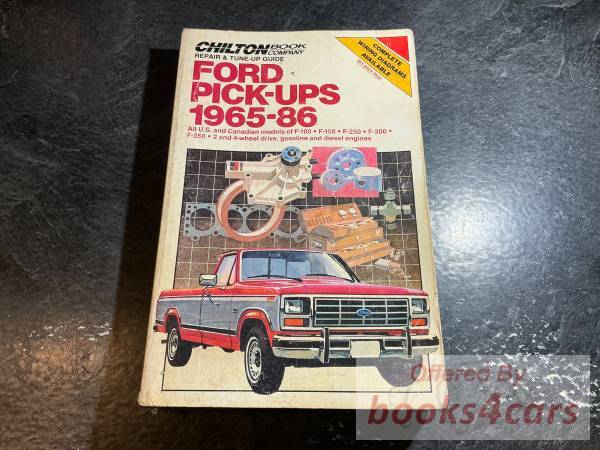 CHILTON BOOK COMPANY
REPAIR & TUNE-UP GUIDE
FORD
PICK-UPS
1965-86
All U.S. and Canadian models of F-100 • F-150 • F-250 • F-300 •
F-350 • 2 and 4-wheel drive, gasoline and diesel engines
COMPLETE
WIRING DIAGRAMS
AVAILABLE
Offered By
books4cars